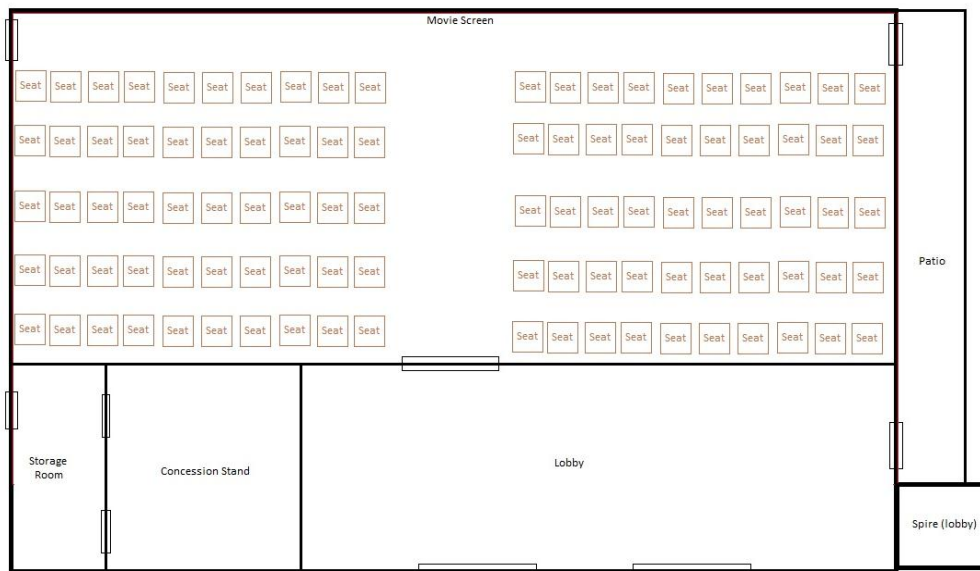 Movie Screen
Seat Seat Seat Seat Seat Seat Seat Seat Seat Seat Seat Seat Seat Seat Seat Seat Seat Seat Seat Seat
Seat Seat Seat Seat Seat Seat Seat Seat Seat Seat Seat Seat Seat Seat Seat Seat Seat Seat Seat Seat
Seat Seat Seat Seat Seat Seat Seat Seat Seat Seat Seat Seat Seat Seat Seat Seat Seat Seat Seat Seat
Seat Seat Seat Seat Seat Seat Seat Seat Seat Seat Seat Seat Seat Seat Seat Seat Seat Seat Seat Seat
Seat Seat Seat Seat Seat Seat Seat Seat Seat Seat Seat Seat Seat Seat Seat Seat Seat Seat Seat Seat
Patio
Storage
Room
Concession Stand
Lobby
Spire (lobby)